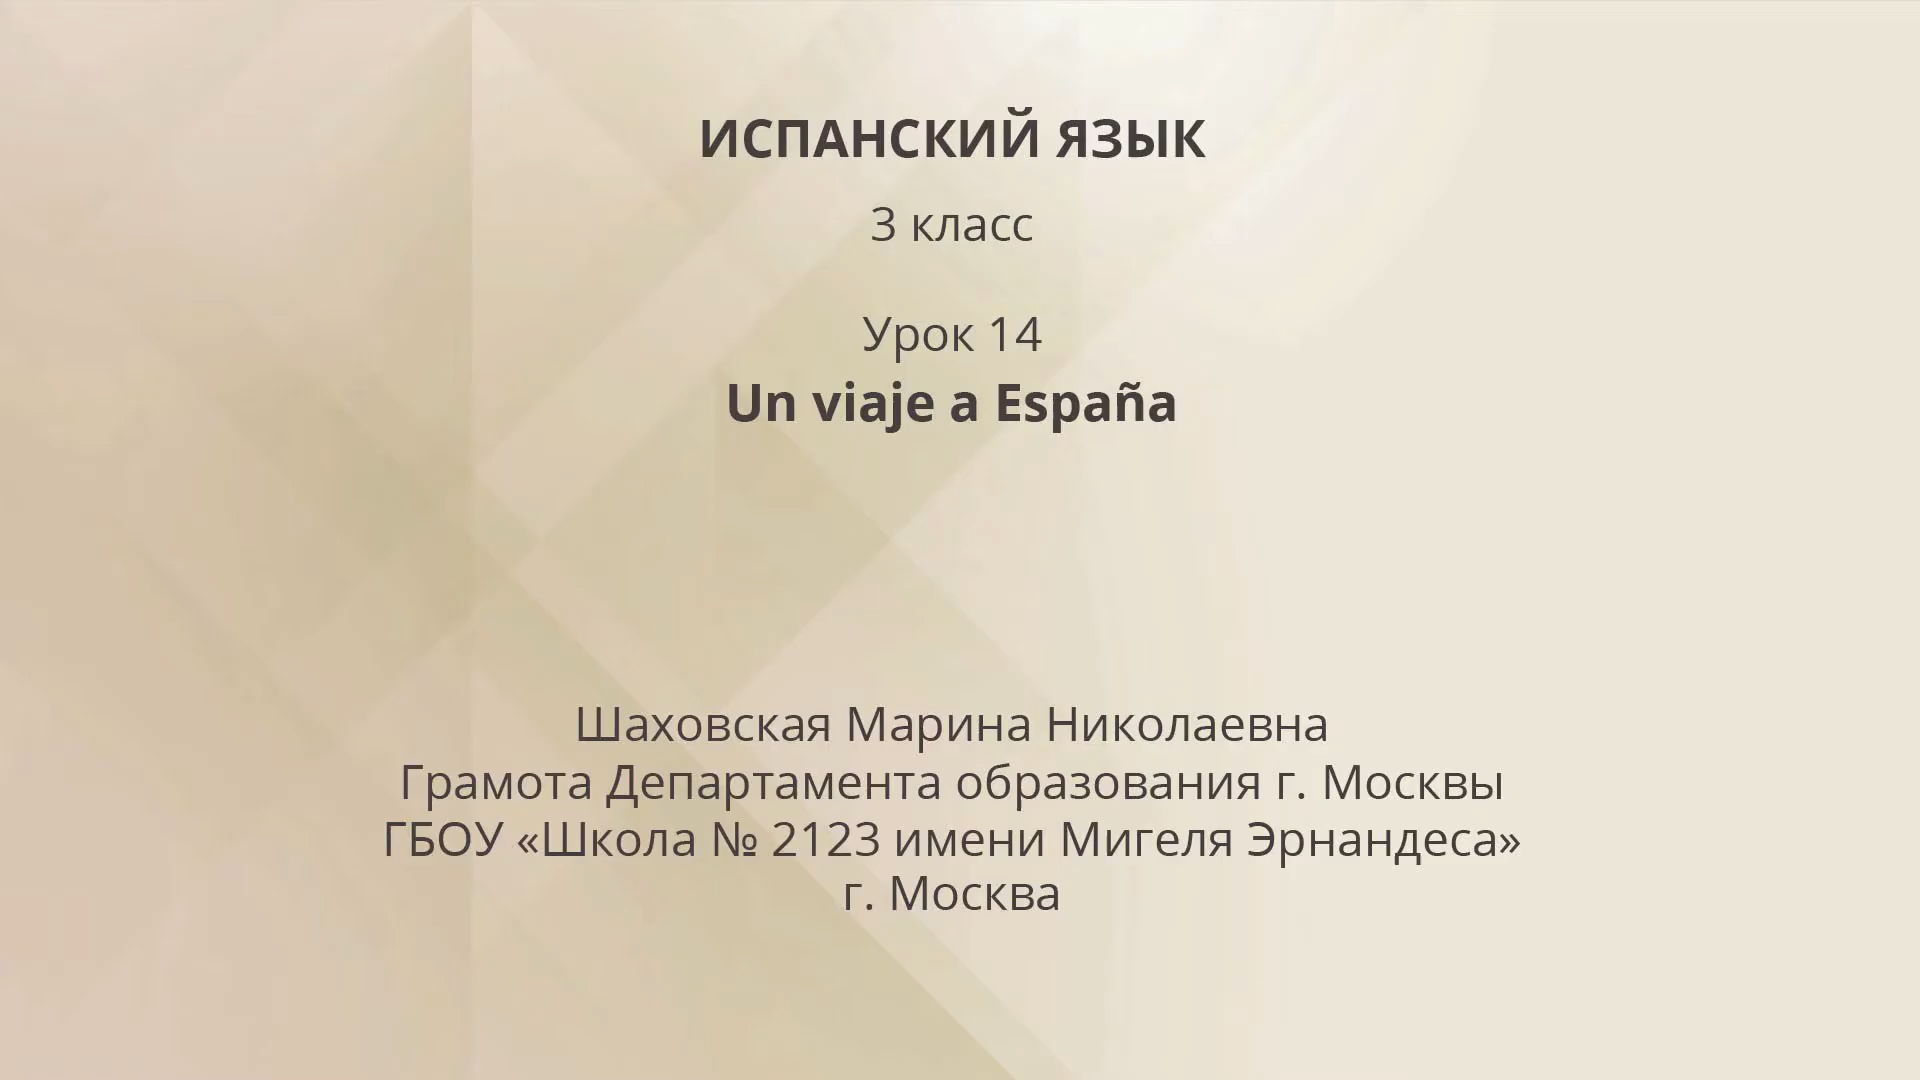 ИСПАНСКИЙ ЯЗЫК
3 класс
Урок 14
Un viaje a España
Шаховская Марина Николаевна
Грамота Департамента образования г. Москвы
ГБОУ «Школа № 2123 имени Мигеля Эрнандеса»
г. Москва